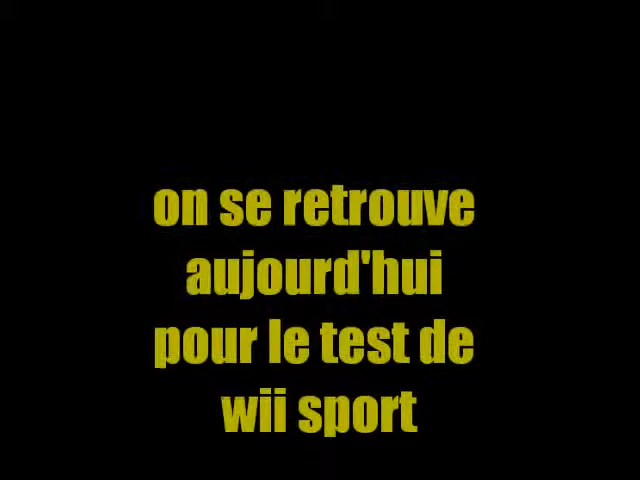 on se retrouve
aujourd'hui
pour le test de
wii sport